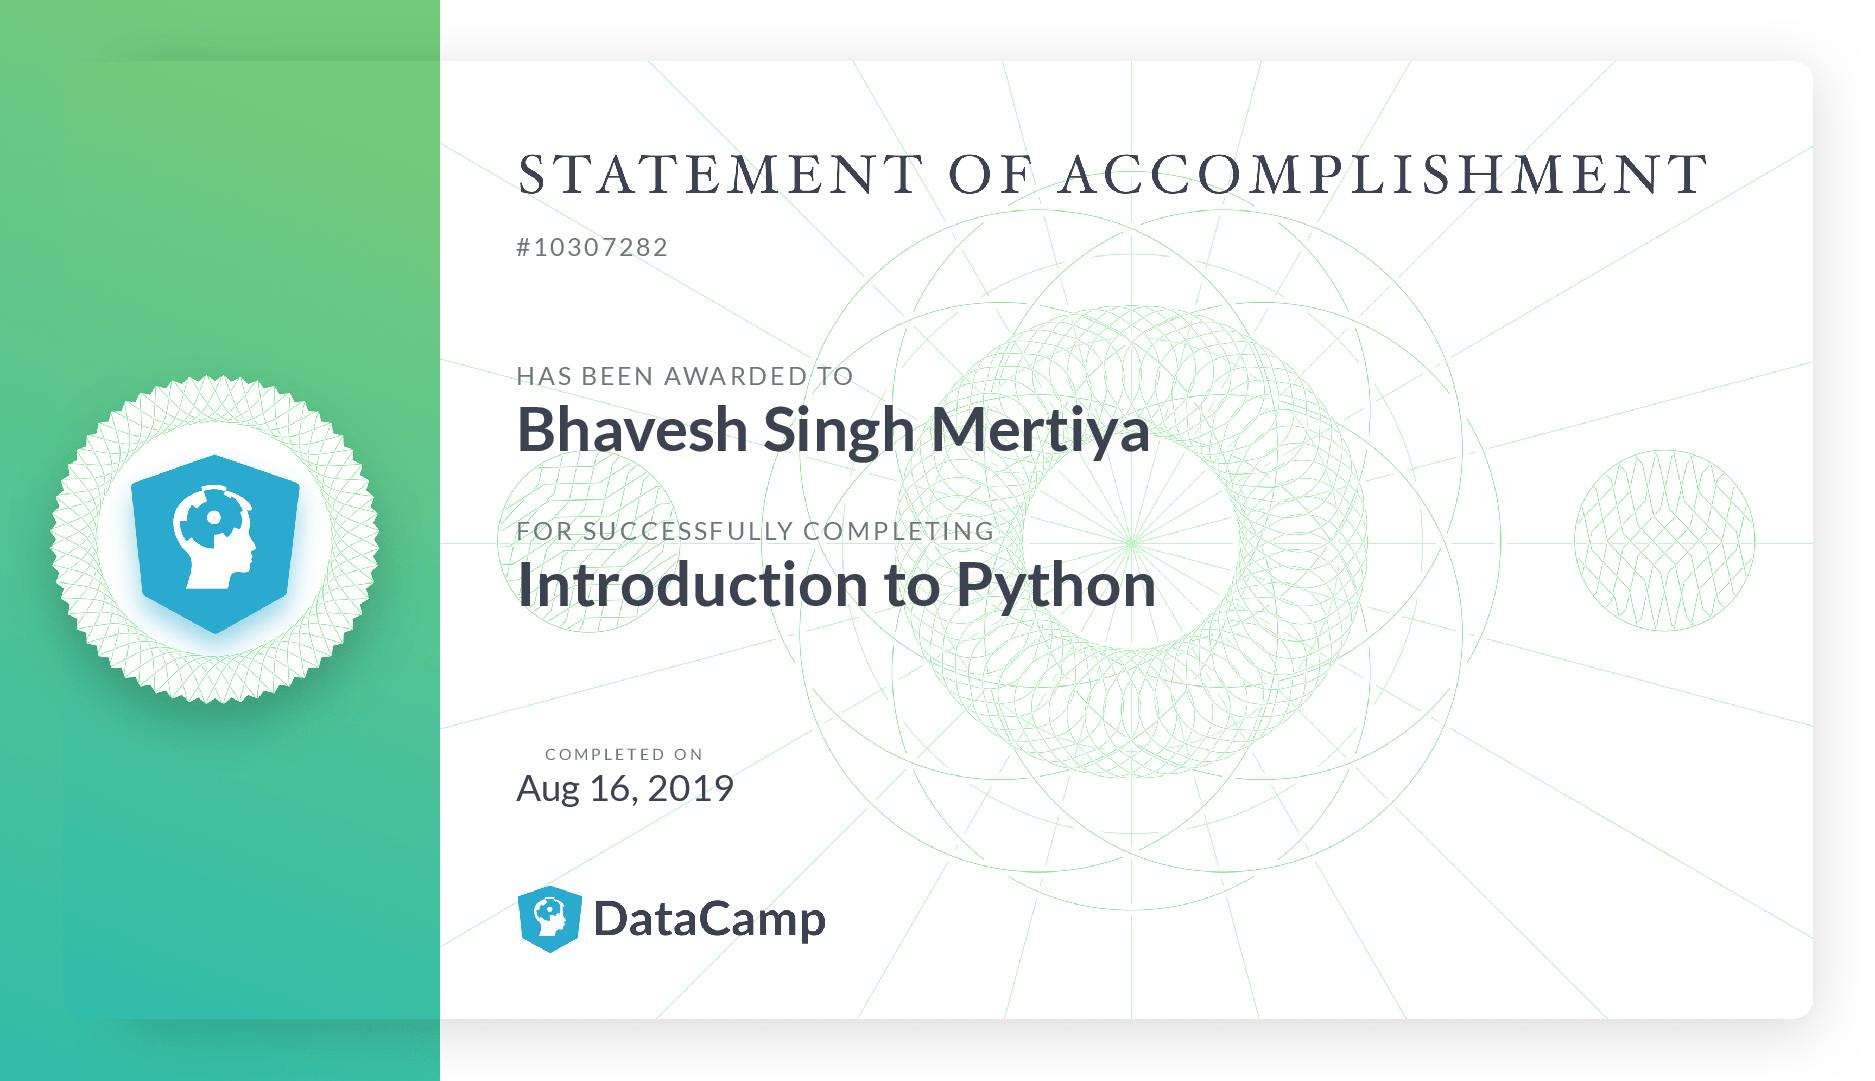 STATEMENT OF ACCOMPLISHMENT
#10307282
HAS BEEN AWARDED TO
Bhavesh Singh Mertiya
FOR SUCCESSFULLY COMPLETING
Introduction to Python
COMPLETED ON
Aug 16, 2019
DataCamp